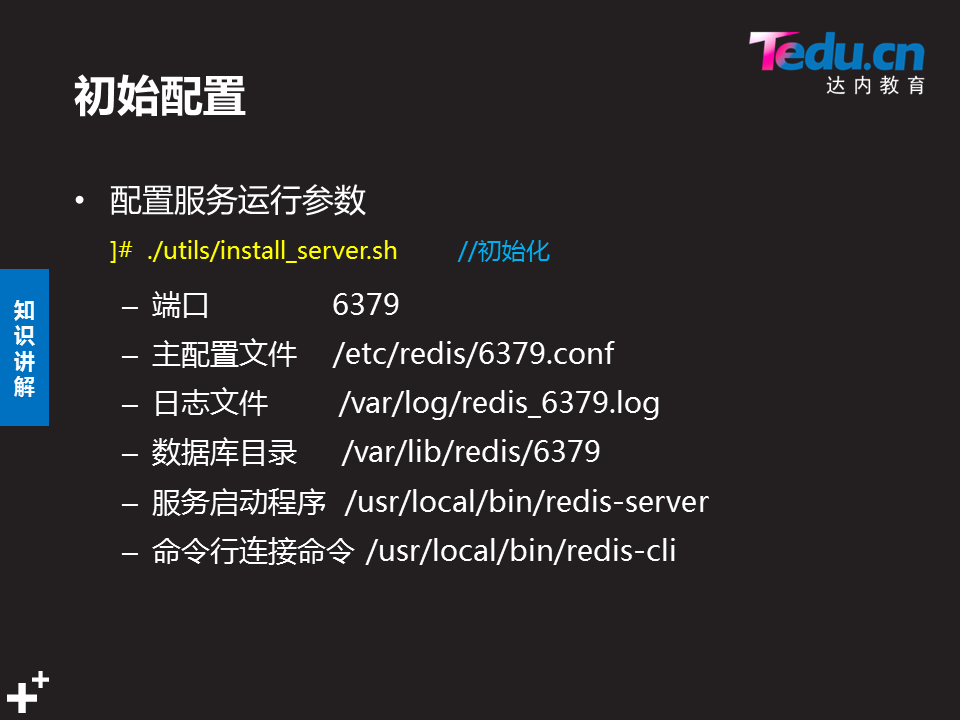 Tedu.cn
达内教育
初始配置
• 配置服务运行参数
]# ./utils/install_server.sh //初始化
知识讲解
– 端口 6379
– 主配置文件 /etc/redis/6379.conf
– 日志文件 /var/log/redis_6379.log
– 数据库目录 /var/lib/redis/6379
– 服务启动程序 /usr/local/bin/redis-server
– 命令行连接命令 /usr/local/bin/redis-cli